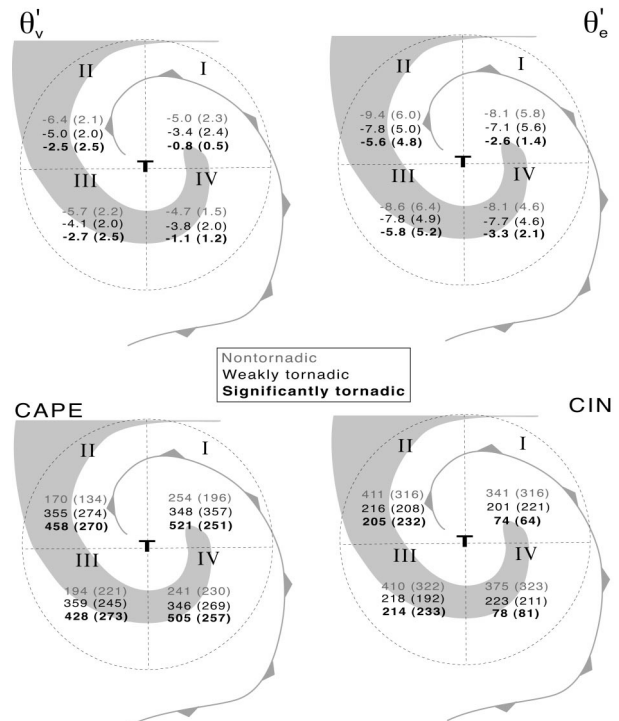 θ'v
θ'e
II
I
-6.4 (2.1)
-5.0 (2.0)
-2.5 (2.5)
-5.0 (2.3)
-3.4 (2.4)
-0.8 (0.5)
T
III
IV
-5.7 (2.2)
-4.1 (2.0)
-2.7 (2.5)
-4.7 (1.5)
-3.8 (2.0)
-1.1 (1.2)
II
I
-9.4 (6.0)
-7.8 (5.0)
-5.6 (4.8)
-8.1 (5.8)
-7.1 (5.6)
-2.6 (1.4)
T
III
IV
-8.6 (6.4)
-7.8 (4.9)
-5.8 (5.2)
-8.1 (4.6)
-7.7 (4.6)
-3.3 (2.1)
Nontornadic
Weakly tornadic
Significantly tornadic
CAPE
CIN
II
I
170 (134)
355 (274)
458 (270)
254 (196)
348 (357)
521 (251)
T
III
IV
194 (221)
359 (245)
428 (273)
241 (230)
346 (269)
505 (257)
II
I
411 (316)
216 (208)
205 (232)
341 (316)
201 (221)
74 (64)
T
III
IV
410 (322)
218 (192)
214 (233)
375 (323)
223 (211)
78 (81)